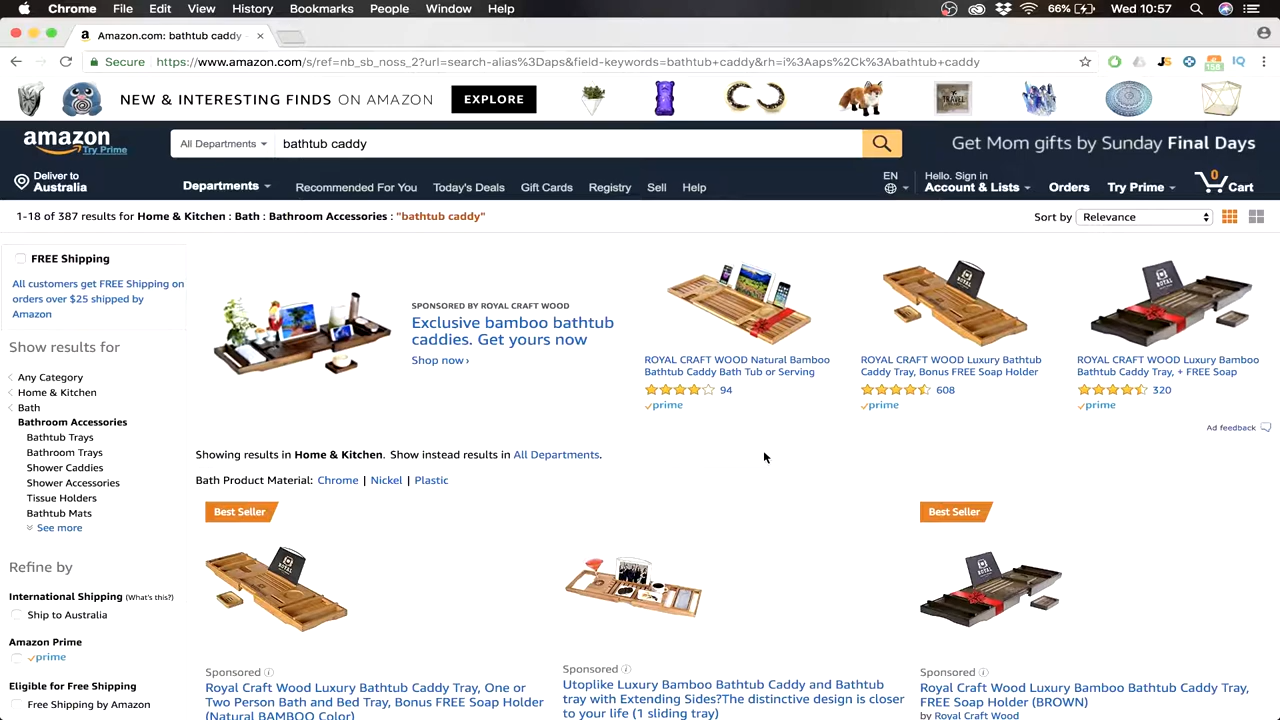 Chrome File Edit View History Bookmarks People Window Help 66% Wed 10:57
Amazon.com: bathtub caddy
Secure https://www.amazon.com/s/ref=nb_sb_noss_2?url=search-alias%3Daps&field-keywords=bathtub+caddy&rh=i%3Aaps%2Ck%3Abathtub+caddy
NEW & INTERESTING FINDS ON AMAZON EXPLORE
amazon
Try Prime
All Departments bathtub caddy
Get Mom gifts by Sunday Final Days
Deliver to
Australia
Departments Recommended For You Today's Deals Gift Cards Registry Sell Help
EN
Hello. Sign in
Account & Lists Orders Try Prime 0 Cart
1-18 of 387 results for Home & Kitchen : Bath : Bathroom Accessories : "bathtub caddy"
Sort by Relevance
FREE Shipping
All customers get FREE Shipping on
orders over $25 shipped by
Amazon
Show results for
Any Category
Home & Kitchen
Bath
Bathroom Accessories
Bathtub Trays
Bathroom Trays
Shower Caddies
Shower Accessories
Tissue Holders
Bathtub Mats
See more
Refine by
International Shipping (What's this?)
Ship to Australia
Amazon Prime
prime
Eligible for Free Shipping
Free Shipping by Amazon
SPONSORED BY ROYAL CRAFT WOOD
Exclusive bamboo bathtub
caddies. Get yours now
Shop now ›
ROYAL CRAFT WOOD Natural Bamboo
Bathtub Caddy Bath Tub or Serving
94
prime
ROYAL CRAFT WOOD Luxury Bathtub
Caddy Tray, Bonus FREE Soap Holder
608
prime
ROYAL CRAFT WOOD Luxury Bamboo
Bathtub Caddy Tray, + FREE Soap
320
prime
Ad feedback
Showing results in Home & Kitchen. Show instead results in All Departments.
Bath Product Material: Chrome | Nickel | Plastic
Best Seller
Sponsored
Royal Craft Wood Luxury Bathtub Caddy Tray, One or
Two Person Bath and Bed Tray, Bonus FREE Soap Holder
(Natural BAMBOO Color)
Sponsored
Utoplike Luxury Bamboo Bathtub Caddy and Bathtub
tray with Extending Sides?The distinctive design is closer
to your life (1 sliding tray)
Best Seller
Sponsored
Royal Craft Wood Luxury Bamboo Bathtub Caddy Tray,
FREE Soap Holder (BROWN)
by Royal Craft Wood